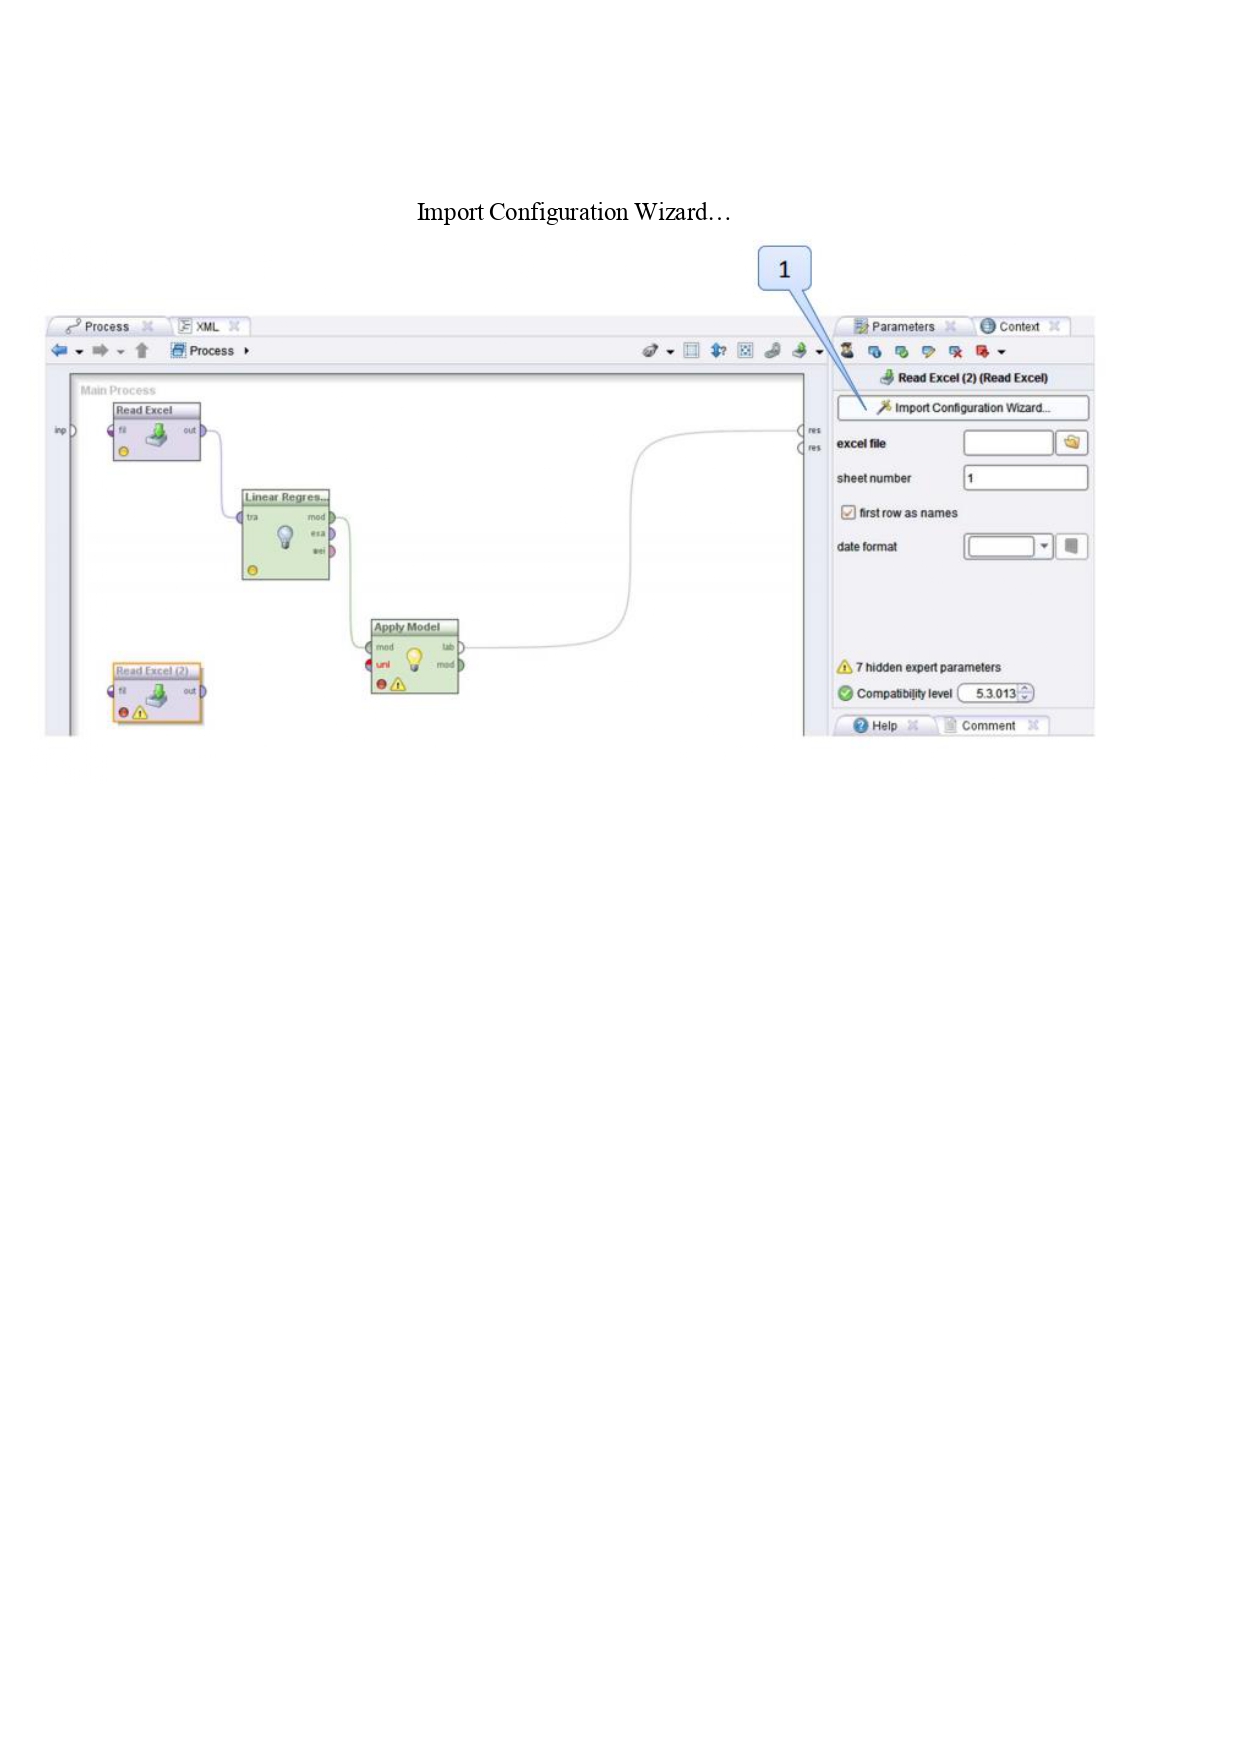 Import Configuration Wizard…
1
Process XML
Parameters Context
Process
Read Excel (2) (Read Excel)
Main Process
Import Configuration Wizard...
Read Excel
inp fil out
res
res
excel file
sheet number 1
Linear Regres...
tra mod
exa
wei
first row as names
date format
Apply Model
mod lab
unl mod
Read Excel (2)
fil out
7 hidden expert parameters
Compatibility level 5.3.013
Help Comment